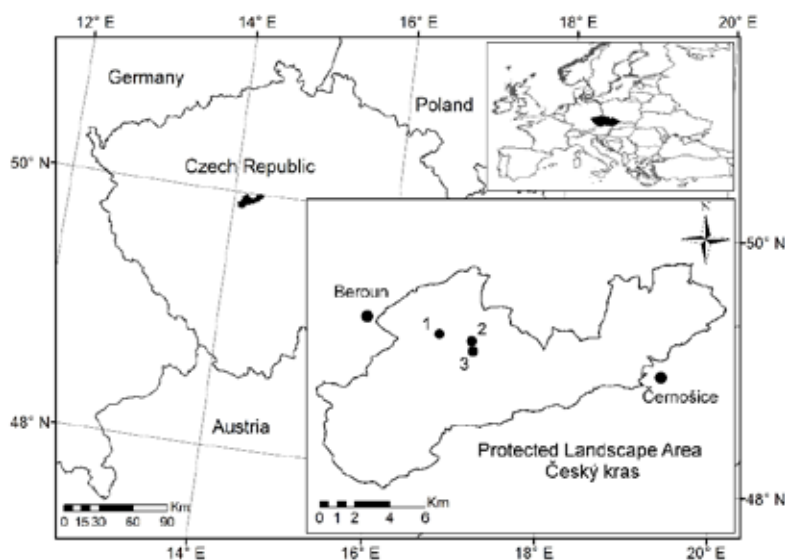 12° E 14° E 16° E 18° E 20° E
Germany
Poland
50° N
Czech Republic
N
50° N
Beroun
1
2
3
Černošice
48° N
Austria
Protected Landscape Area
Český kras
Km
0 15 30 60 90
Km
0 1 2 4 6
48° N
14° E 16° E 18° E 20° E